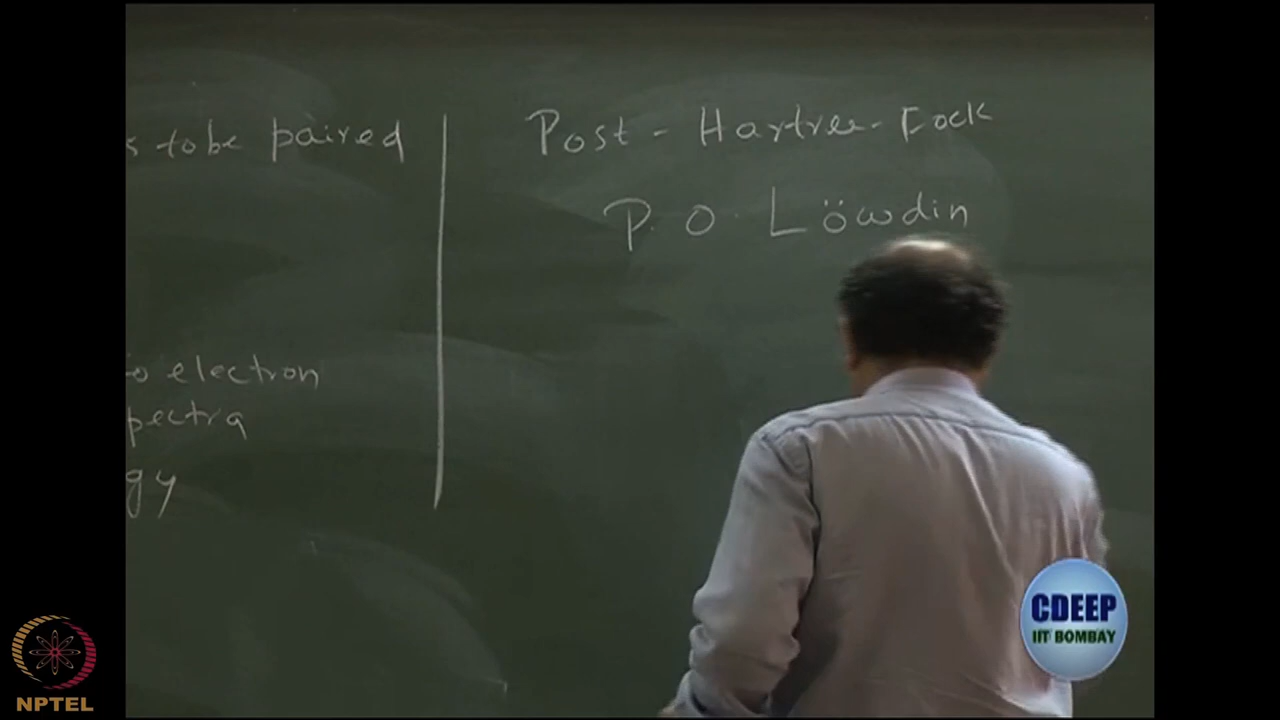 s to be paired
o electron
pectra
gy
Post - Hartree - Fock
P. O. Löwdin
CDEEP
IIT BOMBAY
NPTEL